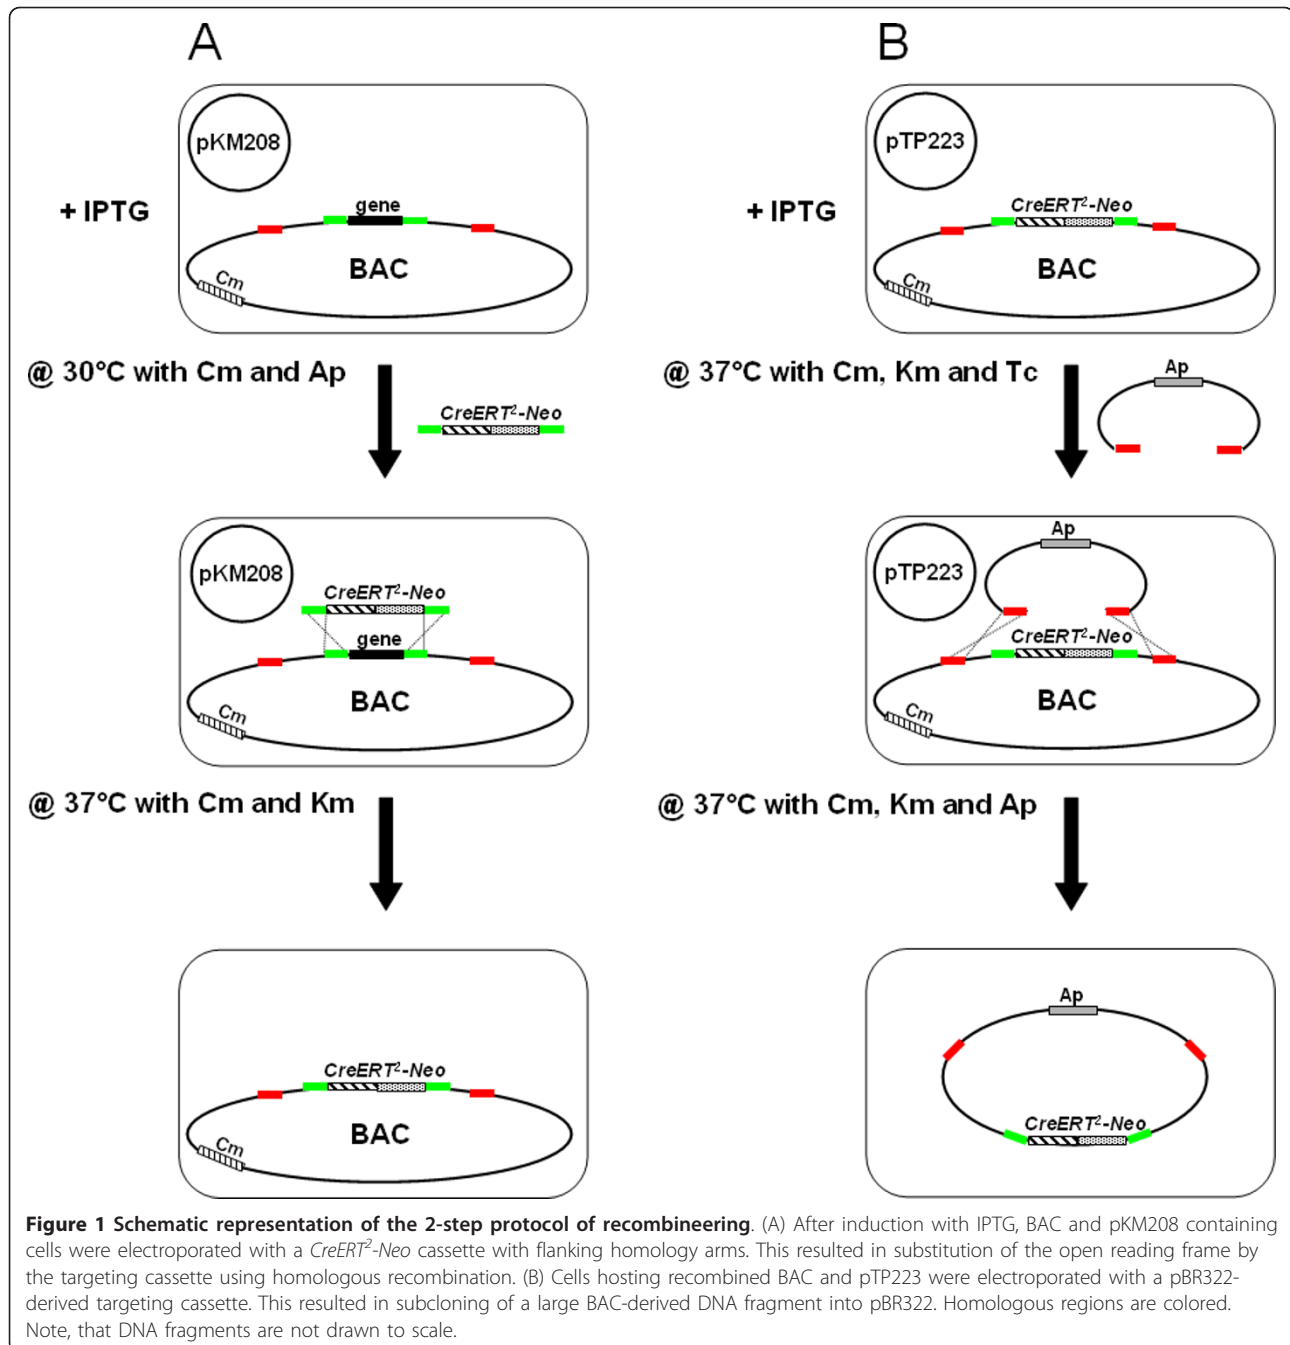 A
pKM208
+ IPTG
gene
BAC
Cm
@ 30°C with Cm and Ap
CreERT²-Neo
pKM208
CreERT²-Neo
gene
BAC
Cm
@ 37°C with Cm and Km
CreERT²-Neo
BAC
Cm
B
pTP223
+ IPTG
CreERT²-Neo
BAC
Cm
@ 37°C with Cm, Km and Tc
Ap
Ap
pTP223
CreERT²-Neo
BAC
Cm
@ 37°C with Cm, Km and Ap
Ap
CreERT²-Neo
Figure 1 Schematic representation of the 2-step protocol of recombineering. (A) After induction with IPTG, BAC and pKM208 containing
cells were electroporated with a CreERT²-Neo cassette with flanking homology arms. This resulted in substitution of the open reading frame by
the targeting cassette using homologous recombination. (B) Cells hosting recombined BAC and pTP223 were electroporated with a pBR322-
derived targeting cassette. This resulted in subcloning of a large BAC-derived DNA fragment into pBR322. Homologous regions are colored.
Note, that DNA fragments are not drawn to scale.